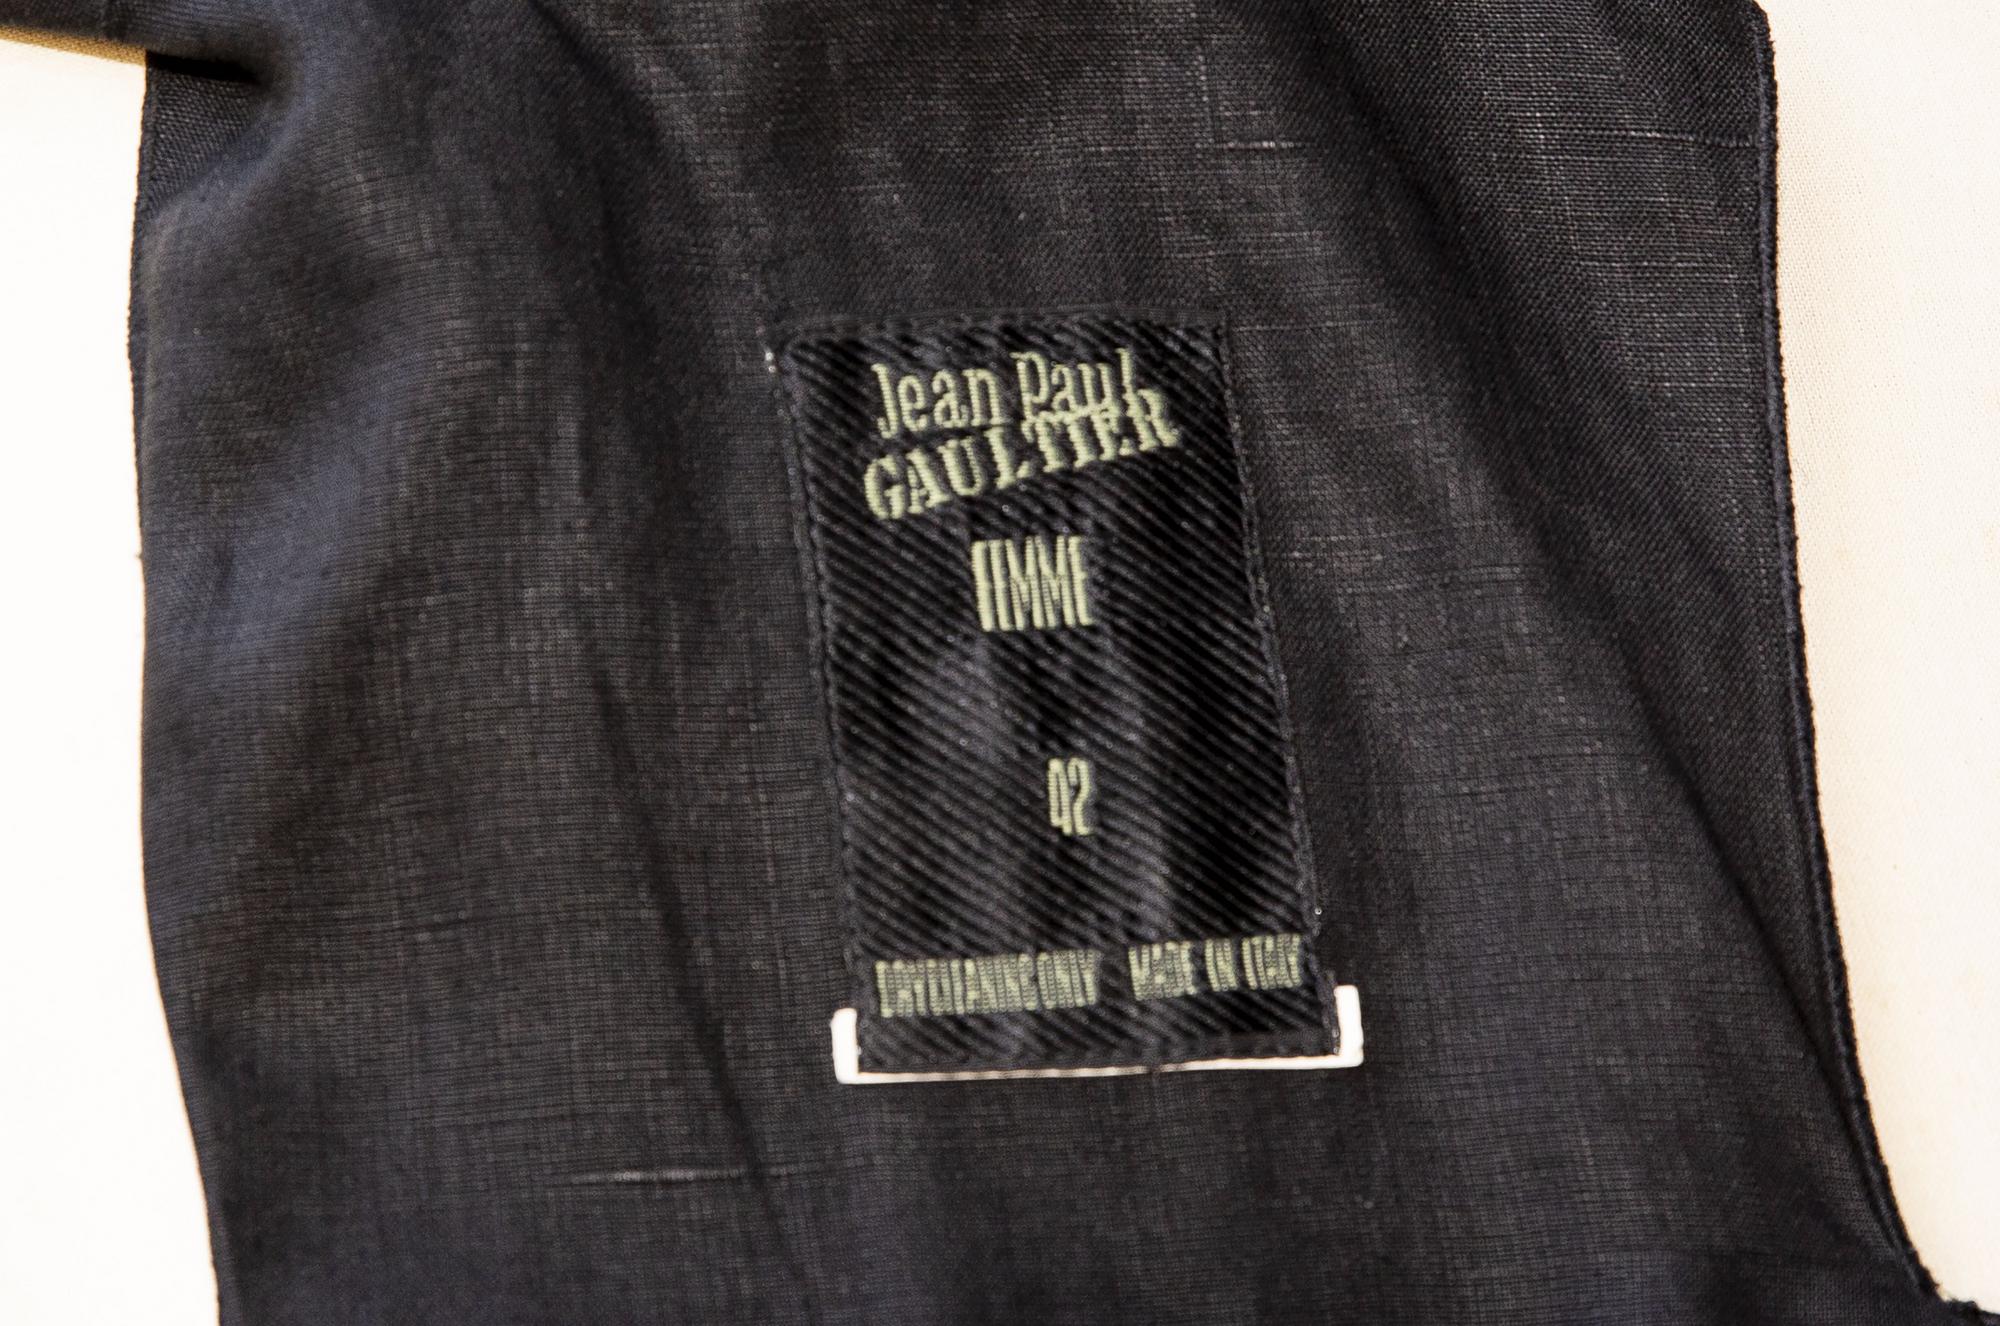 Jean Paul
GAULTIER
FEMME
42
DRYCLEANING ONLY MADE IN ITALY